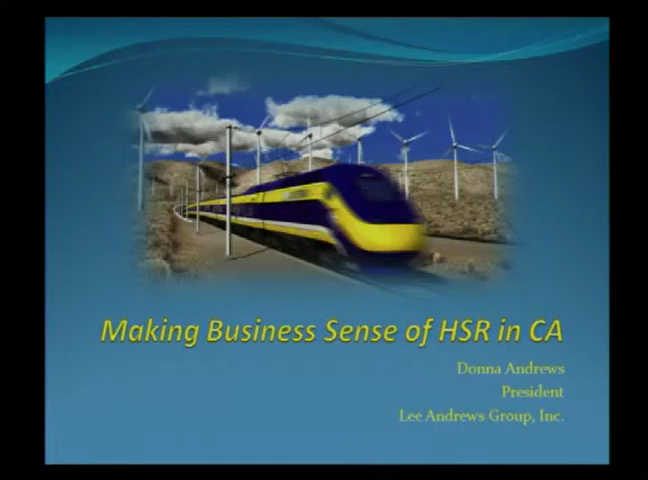 Making Business Sense of HSR in CA
Donna Andrews
President
Lee Andrews Group, Inc.